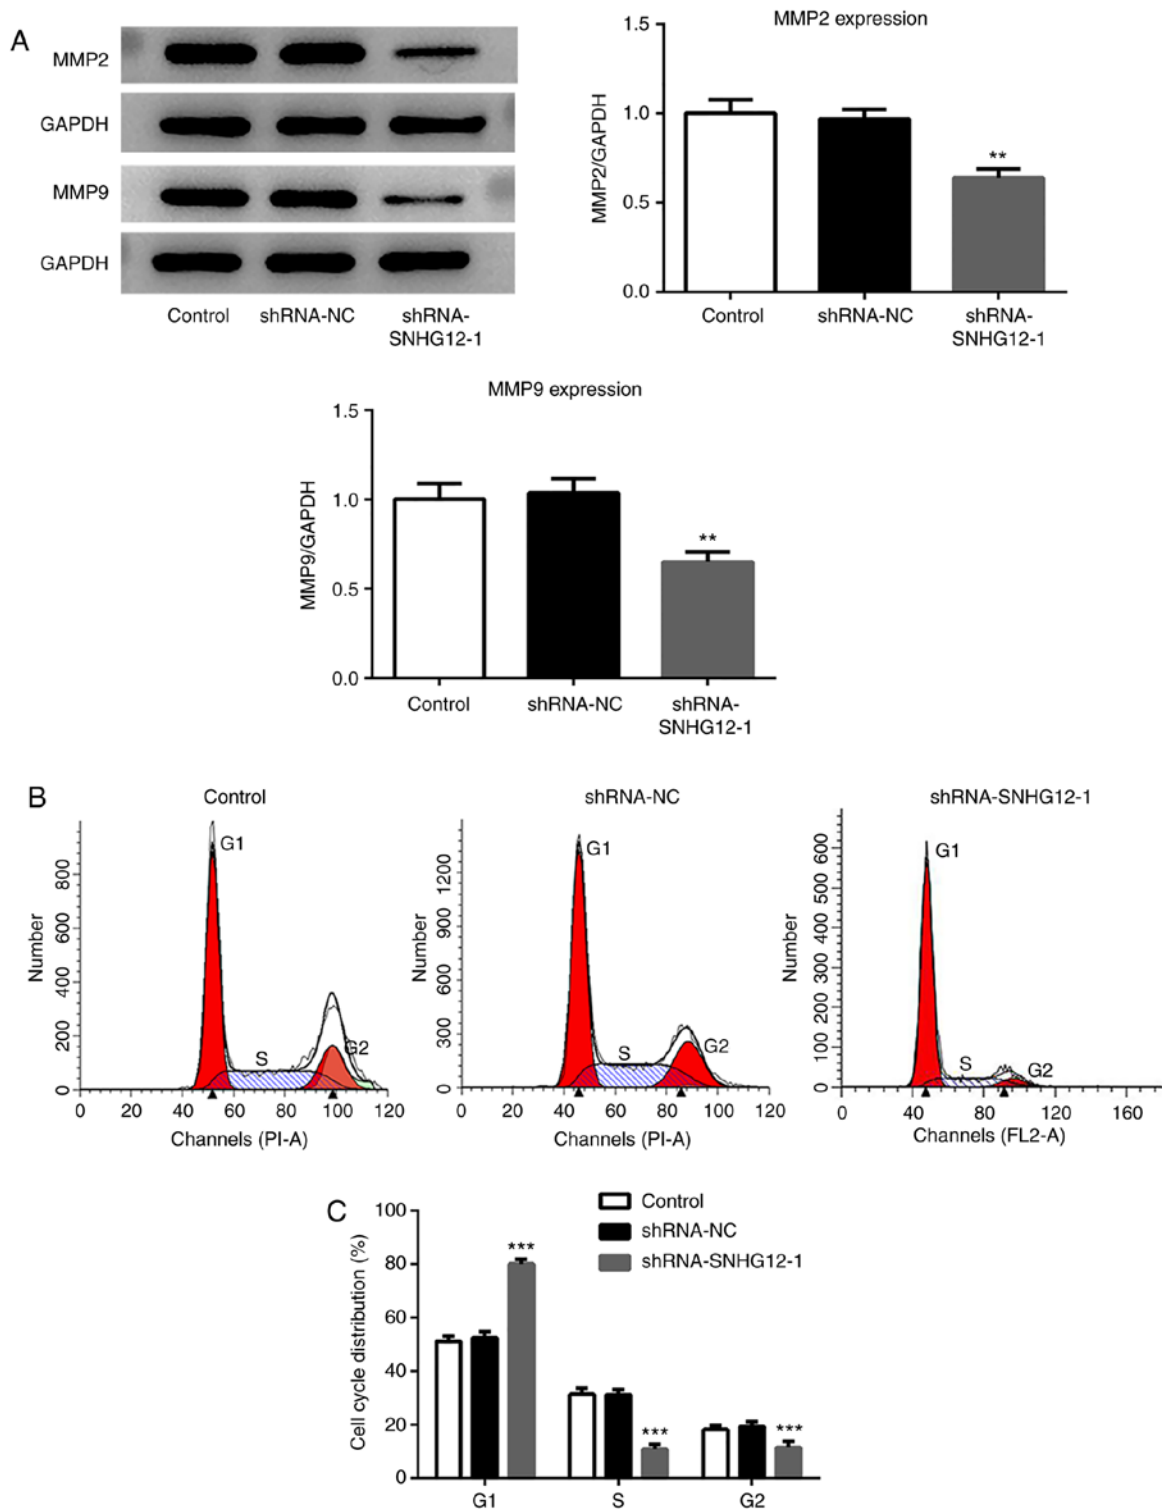 A
MMP2
GAPDH
MMP9
GAPDH
Control
shRNA-NC
shRNA-
SNHG12-1
MMP2 expression
MMP2/GAPDH
1.5
1.0
0.5
0.0
**
Control
shRNA-NC
shRNA-
SNHG12-1
MMP9 expression
MMP9/GAPDH
1.5
1.0
0.5
0.0
**
Control
shRNA-NC
shRNA-
SNHG12-1
B
Control
Number
800
600
400
200
0
G1
S
G2
0 20 40 60 80 100 120
Channels (PI-A)
shRNA-NC
Number
1200
900
600
300
0
G1
S
G2
0 20 40 60 80 100 120
Channels (PI-A)
shRNA-SNHG12-1
Number
600
500
400
300
200
100
0
G1
S
G2
0 40 80 120 160
Channels (FL2-A)
C
Control
shRNA-NC
shRNA-SNHG12-1
Cell cycle distribution (%)
100
80
60
40
20
0
***
***
***
G1 S G2